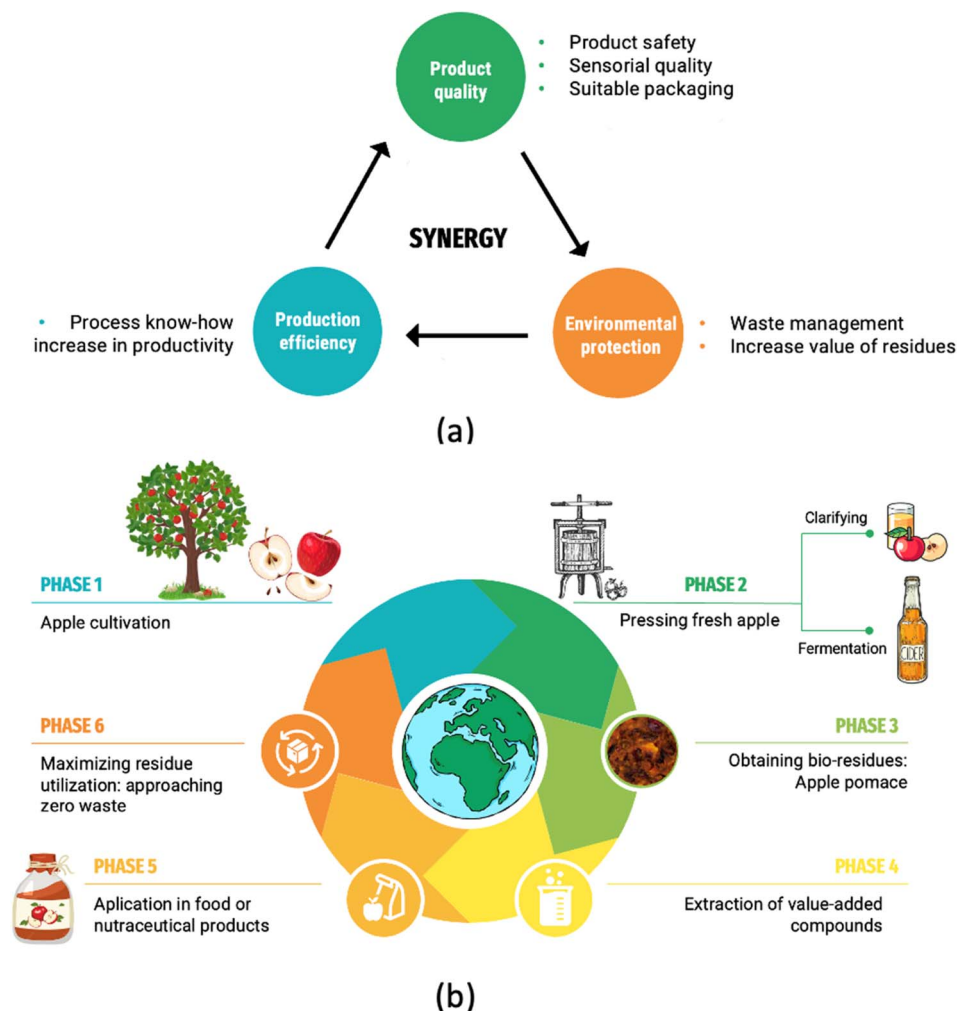 Product
quality
• Product safety
• Sensorial quality
• Suitable packaging
SYNERGY
• Process know-how
increase in productivity
Production
efficiency
Environmental
protection
• Waste management
• Increase value of residues
(a)
PHASE 1
Apple cultivation
PHASE 2
Pressing fresh apple
Clarifying
Fermentation
CIDER
PHASE 3
Obtaining bio-residues:
Apple pomace
PHASE 6
Maximizing residue
utilization: approaching
zero waste
PHASE 5
Aplication in food or
nutraceutical products
PHASE 4
Extraction of value-added
compounds
(b)